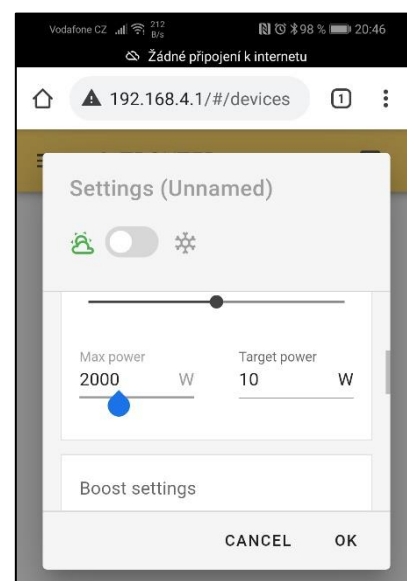 Vodafone CZ 212 B/s 98 % 20:46
Žádné připojení k internetu
192.168.4.1/#/devices 1
Settings (Unnamed)
Max power Target power
2000 W 10 W
Boost settings
CANCEL OK